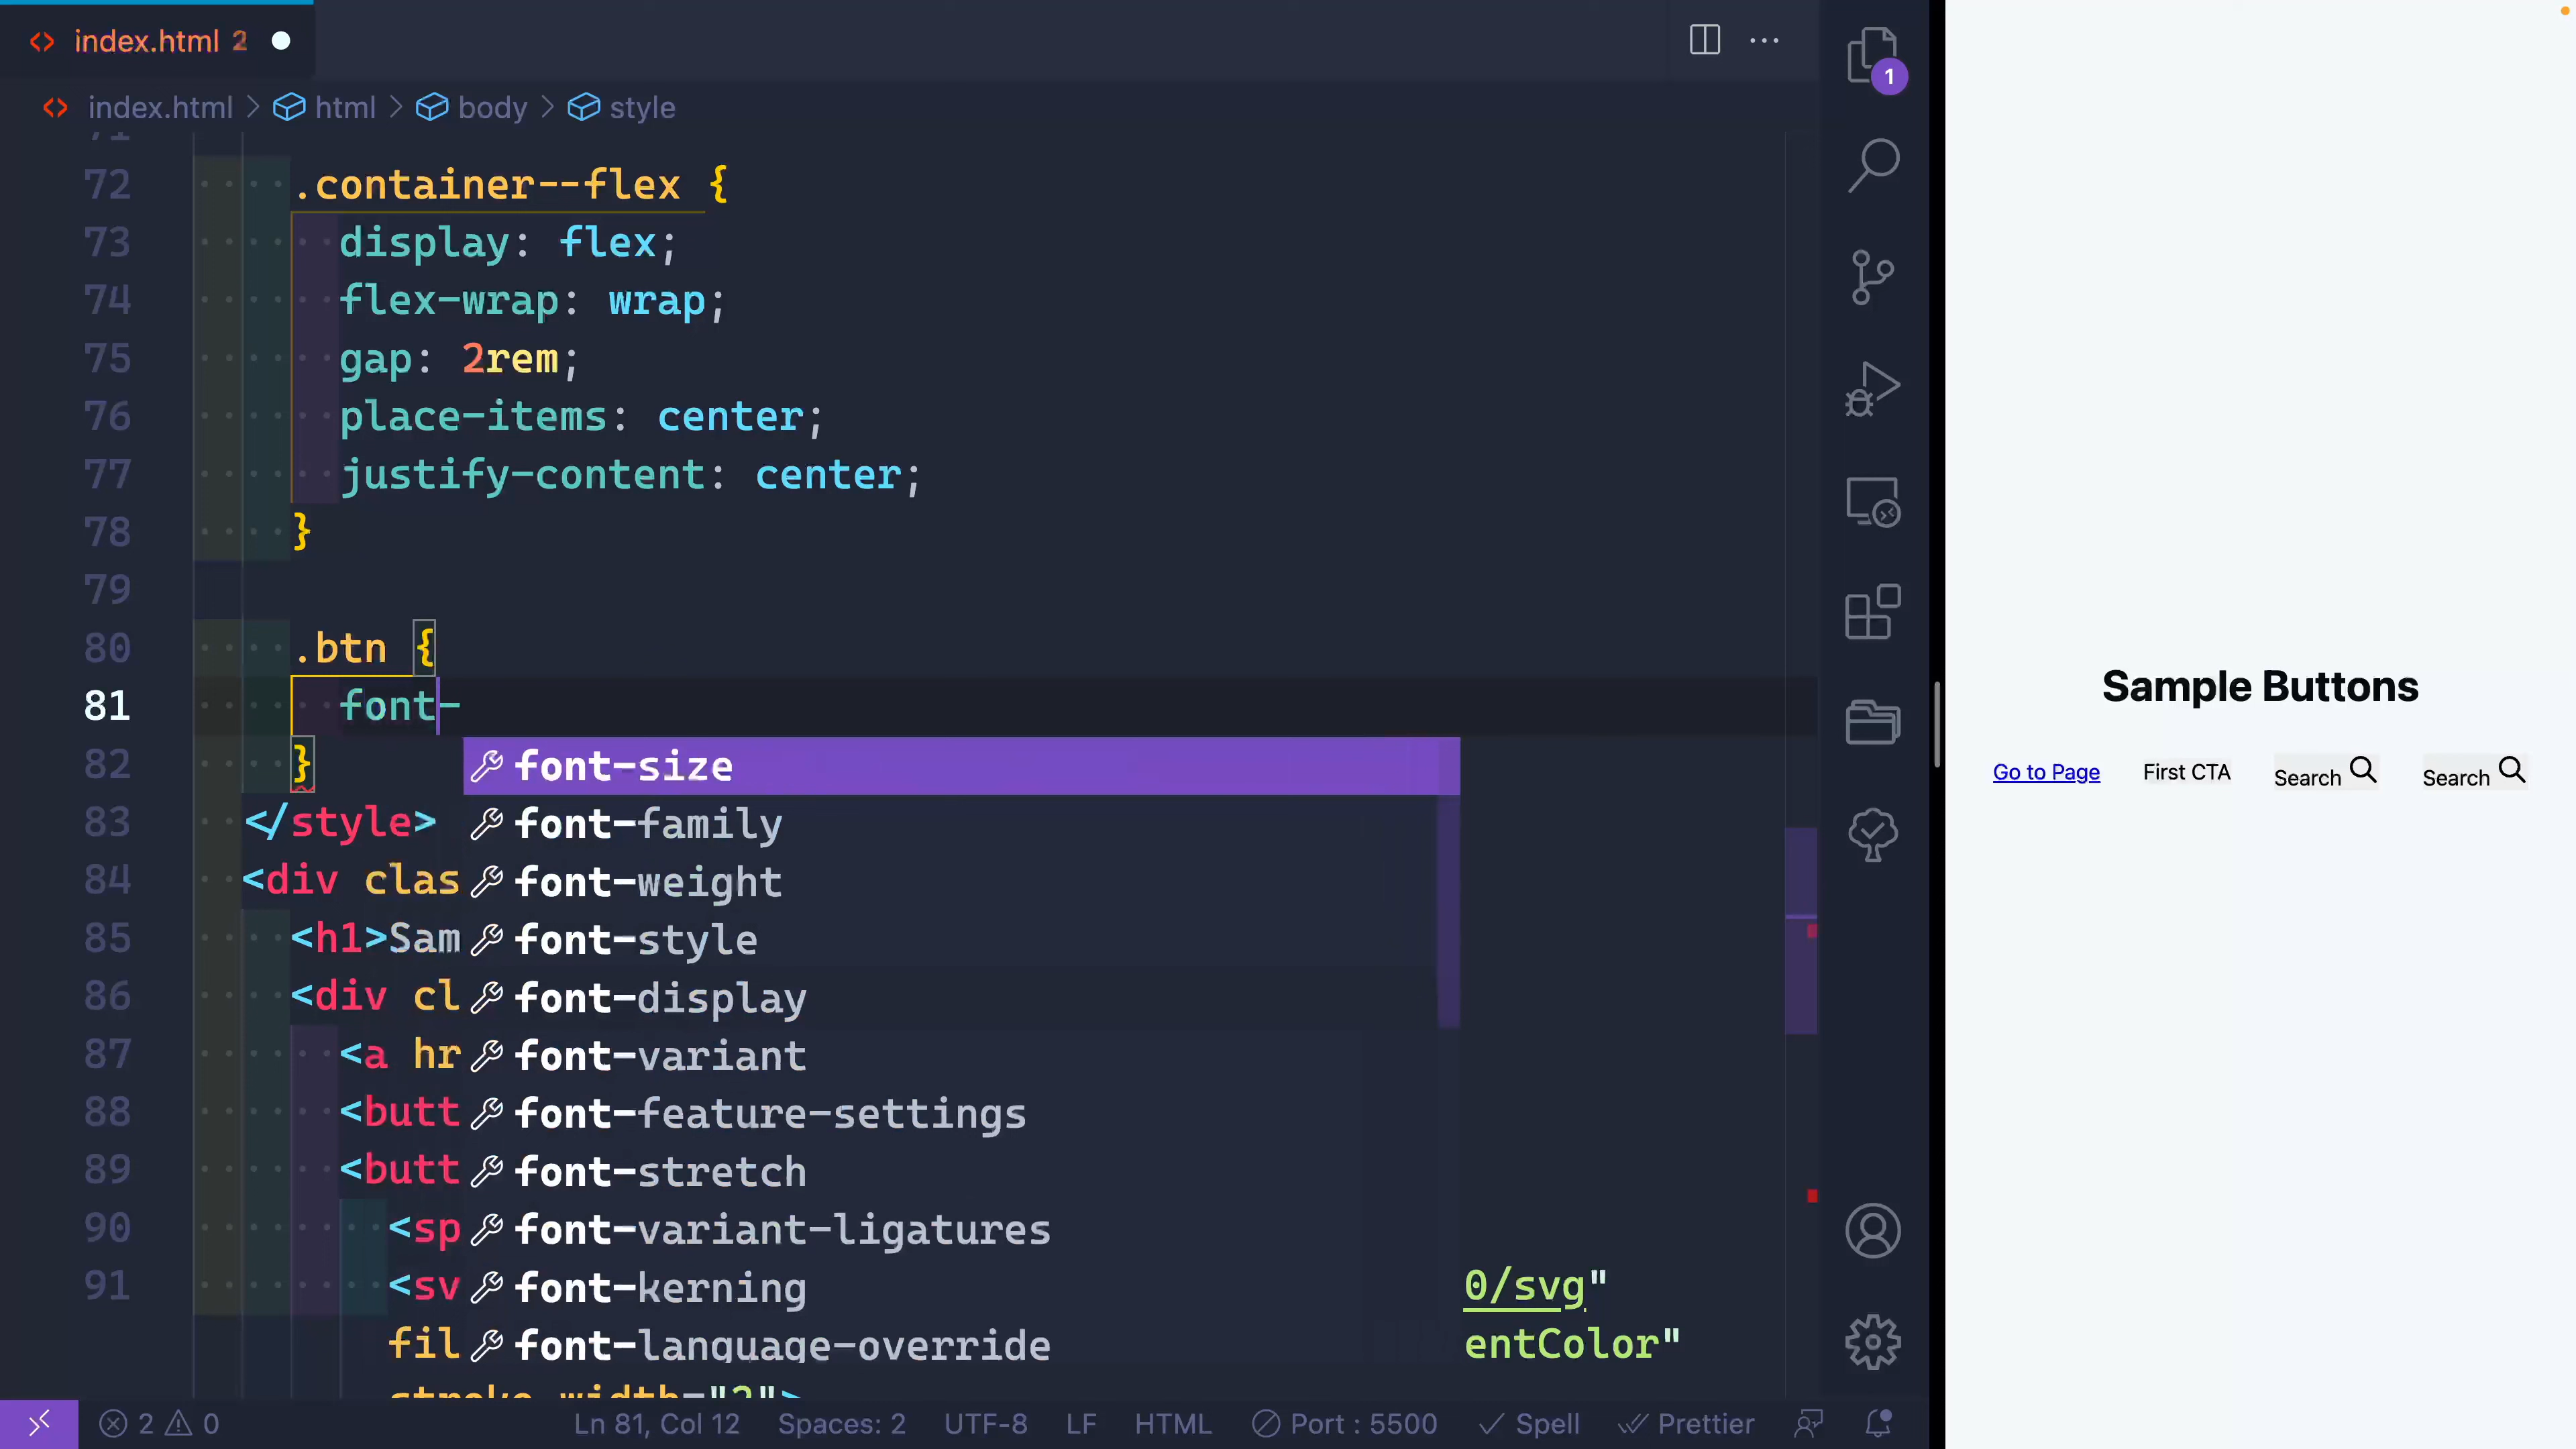 index.html 2
index.html > html > body > style
71
72 .container--flex {
73 display: flex;
74 flex-wrap: wrap;
75 gap: 2rem;
76 place-items: center;
77 justify-content: center;
78 }
79
80 .btn {
81 font-
82 }
font-size
83 </style>
font-family
84 <div clas
font-weight
85 <h1>Sam
font-style
86 <div cl
font-display
87 <a hr
font-variant
88 <butt
font-feature-settings
89 <butt
font-stretch
90 <sp
font-variant-ligatures
91 <sv
font-kerning
0/svg"
fil
font-language-override
entColor"
stroke-width="2">
2 0
Ln 81, Col 12
Spaces: 2
UTF-8
LF
HTML
Port : 5500
Spell
Prettier
1
Sample Buttons
Go to Page First CTA Search Search